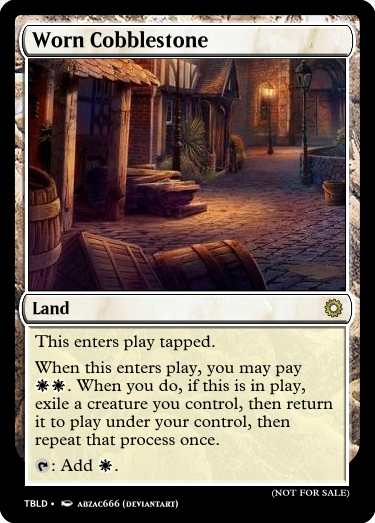 Worn Cobblestone
Land
This enters play tapped.
When this enters play, you may pay
☀☀. When you do, if this is in play,
exile a creature you control, then return
it to play under your control, then
repeat that process once.
: Add ☀.
(NOT FOR SALE)
TBLD • ABZAC666 (DEVIANTART)